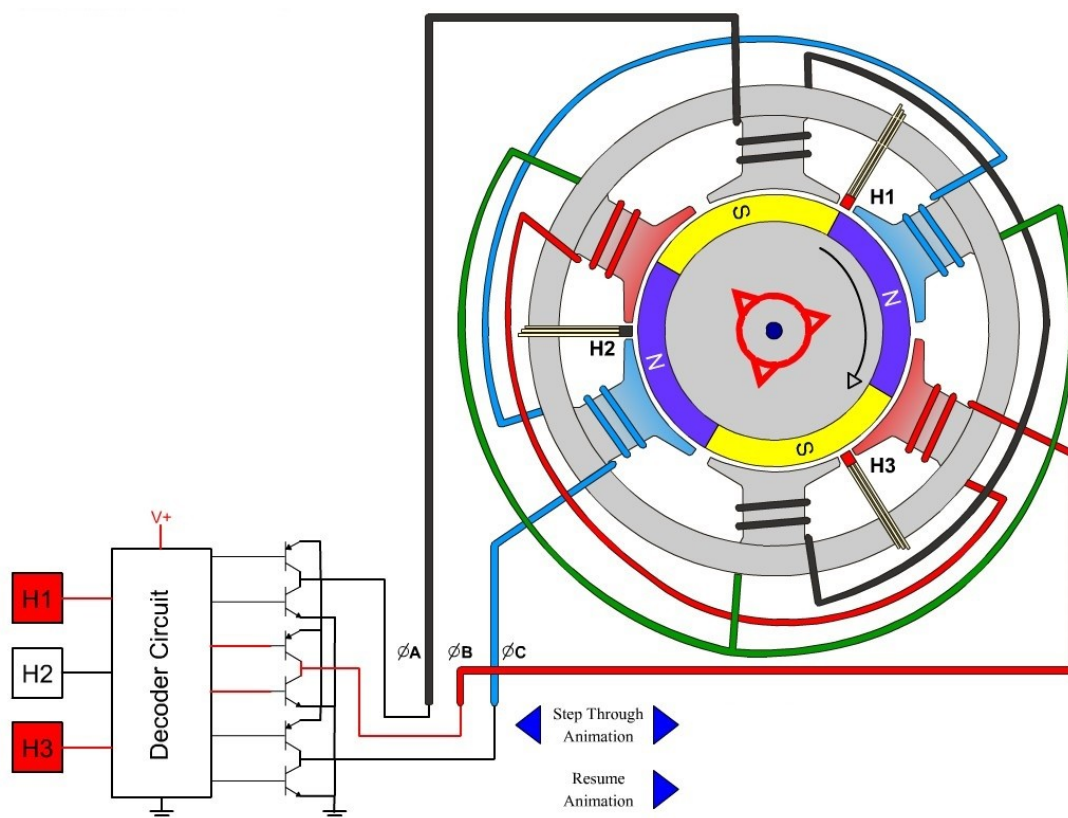 H1
S
N
H2
N
S
H3
V+
H1
H2
H3
Decoder Circuit
ØA
ØB
ØC
Step Through
Animation
Resume
Animation